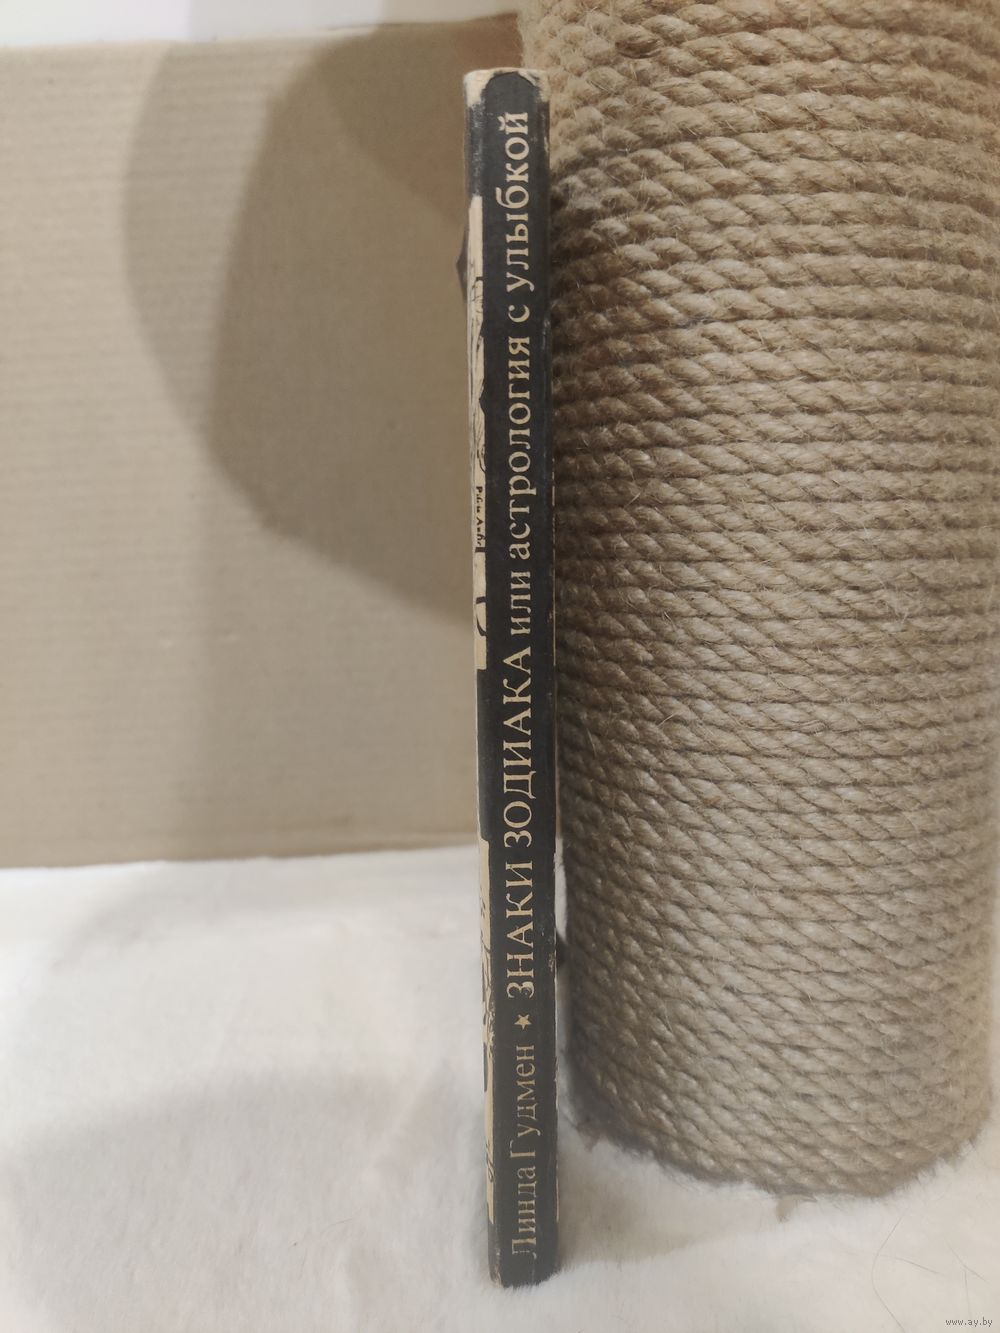 Линда Гудмен ★ ЗНАКИ ЗОДИАКА или астрология с улыбкой
www.ay.by